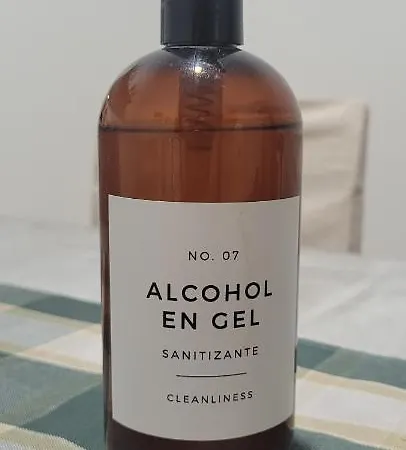 NO. 07
ALCOHOL
EN GEL
SANITIZANTE
CLEANLINESS